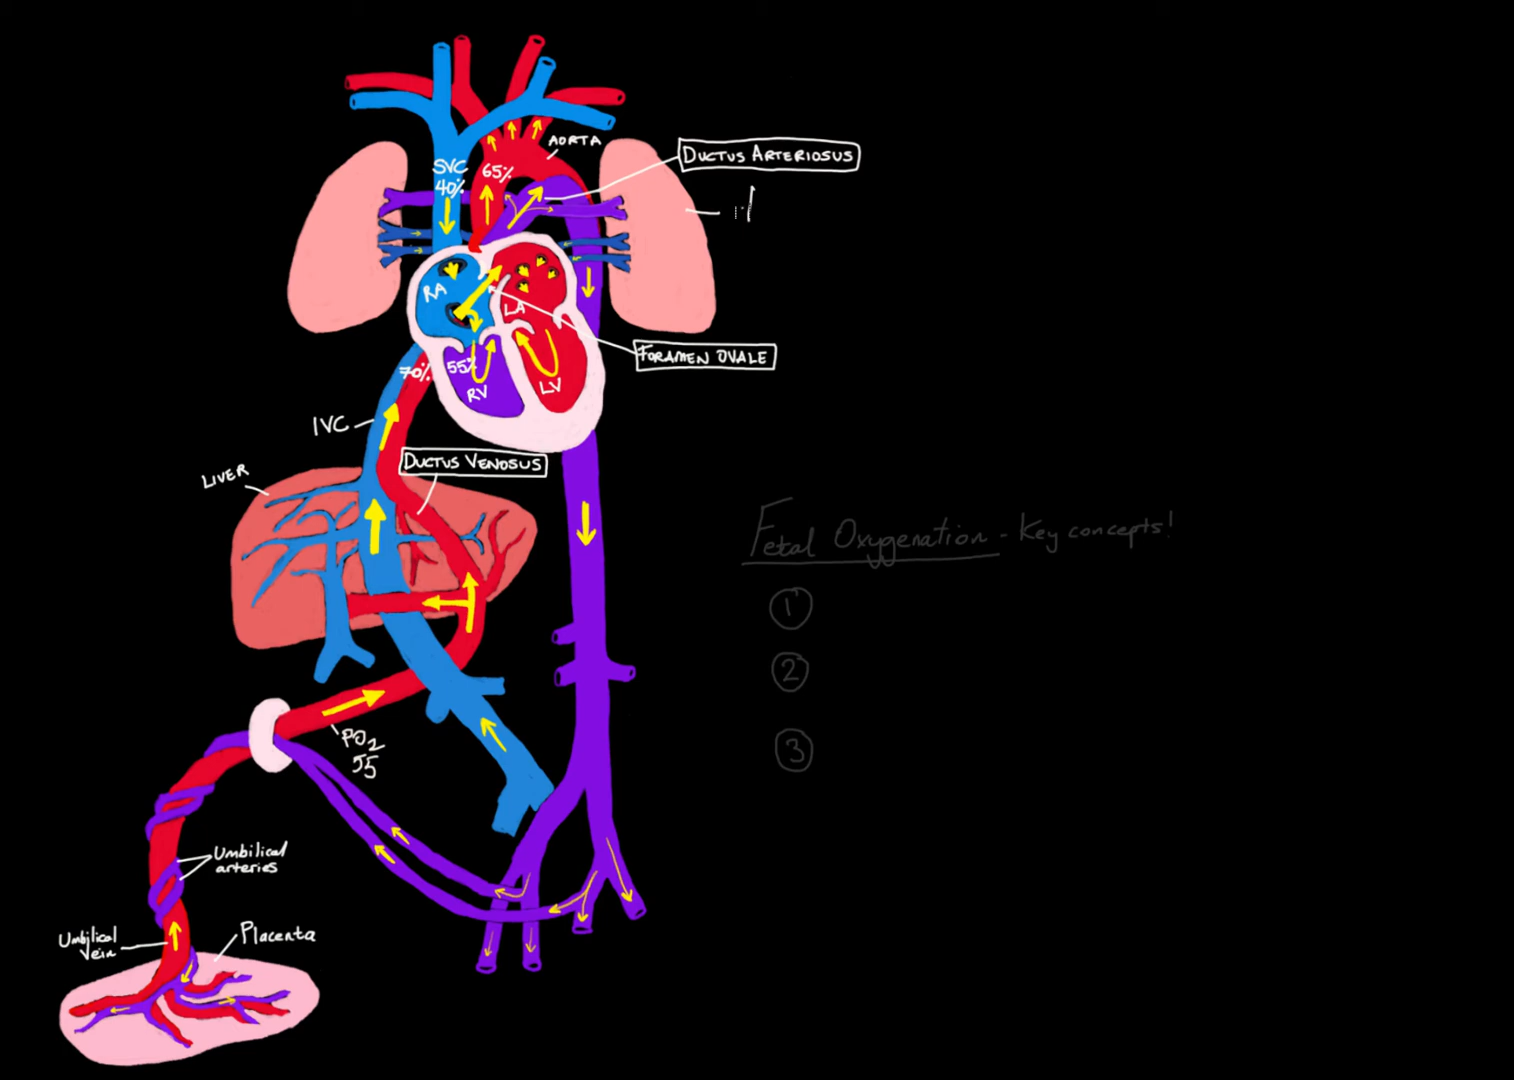 AORTA
DUCTUS ARTERIOSUS
SVC
40%
65%
RA
LA
FORAMEN OVALE
70%
55%
RV
LV
IVC
LIVER
DUCTUS VENOSUS
Fetal Oxygenation - Key concepts!
1
2
3
PO2
55
Umbilical
arteries
Umbilical
vein
Placenta